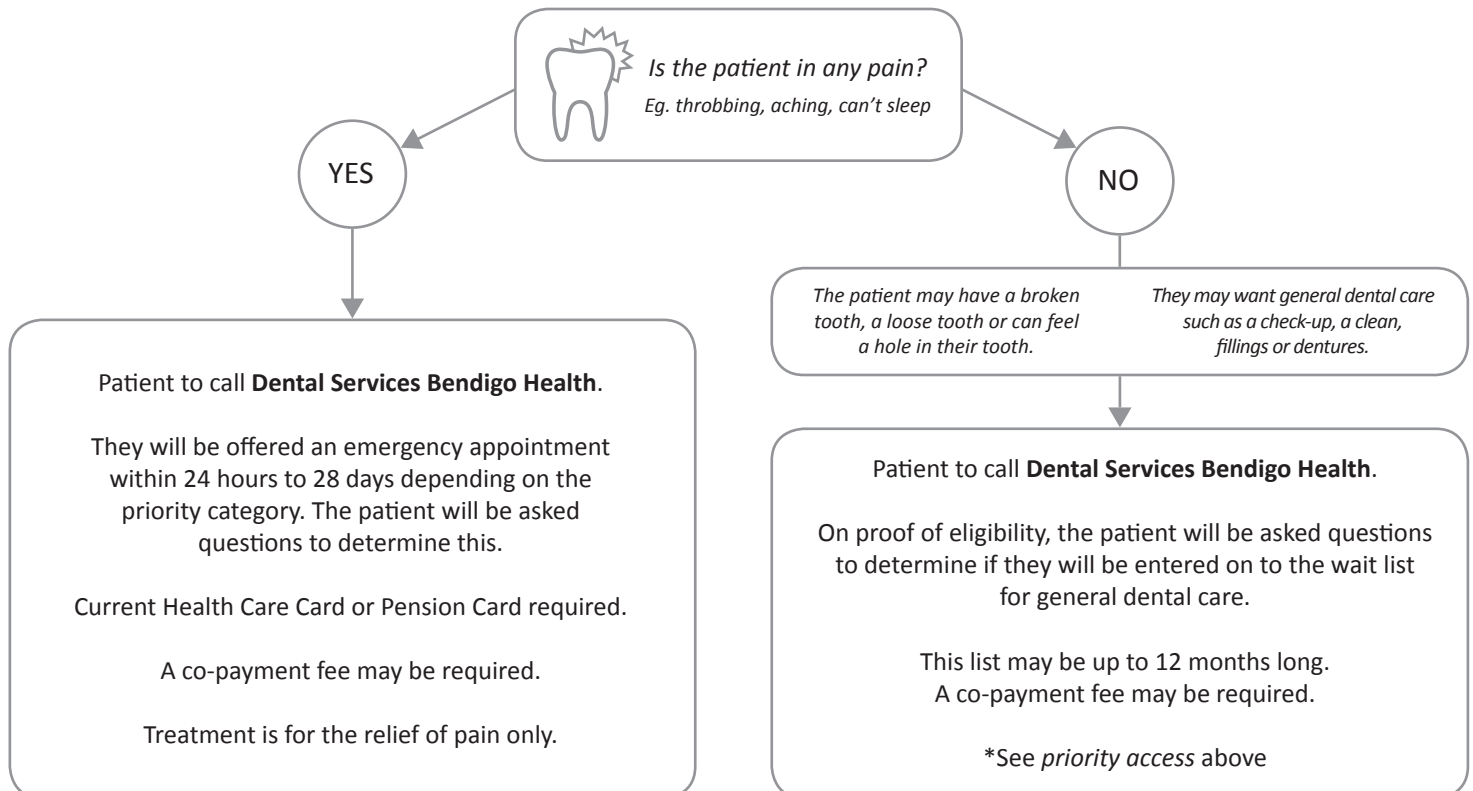 Is the patient in any pain?
Eg. throbbing, aching, can't sleep
YES
Patient to call Dental Services Bendigo Health.
They will be offered an emergency appointment
within 24 hours to 28 days depending on the
priority category. The patient will be asked
questions to determine this.
Current Health Care Card or Pension Card required.
A co-payment fee may be required.
Treatment is for the relief of pain only.
NO
The patient may have a broken
tooth, a loose tooth or can feel
a hole in their tooth.
They may want general dental care
such as a check-up, a clean,
fillings or dentures.
Patient to call Dental Services Bendigo Health.
On proof of eligibility, the patient will be asked questions
to determine if they will be entered on to the wait list
for general dental care.
This list may be up to 12 months long.
A co-payment fee may be required.
*See priority access above